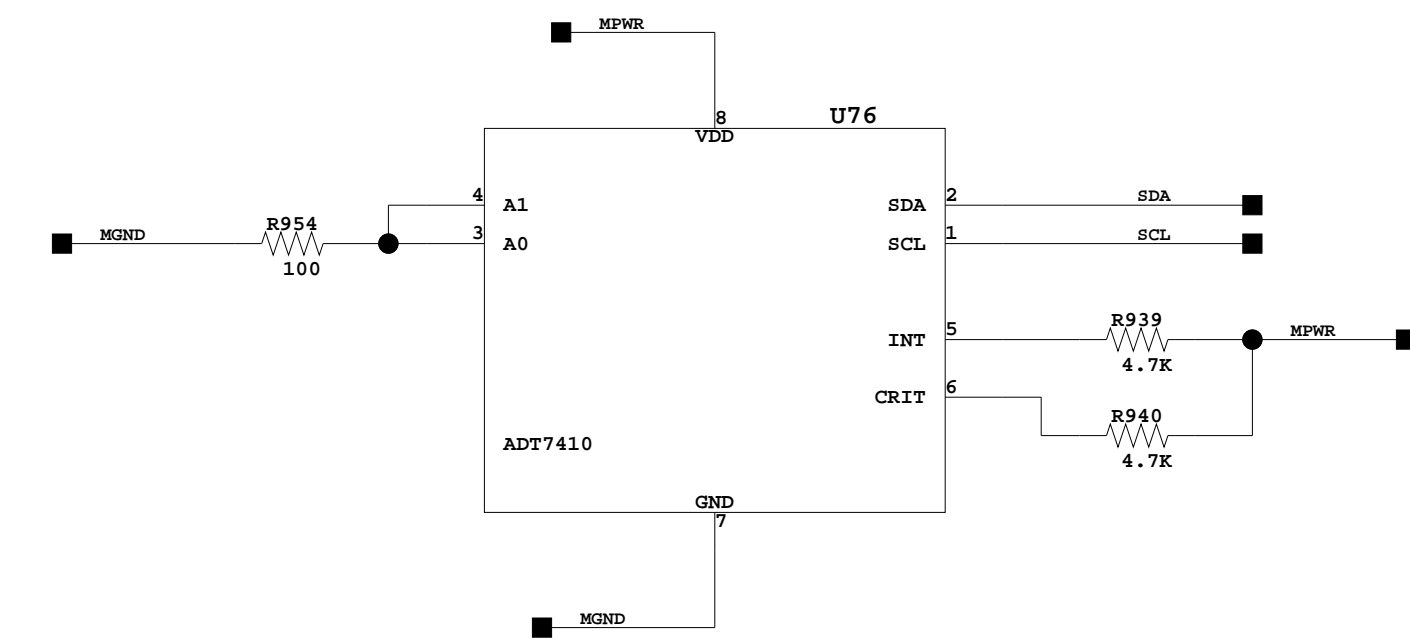 MPWR
8
U76
VDD
4
A1
SDA
2
SDA
MGND
R954
100
3
A0
SCL
1
SCL
INT
5
R939
4.7K
MPWR
CRIT
6
R940
4.7K
ADT7410
GND
7
MGND